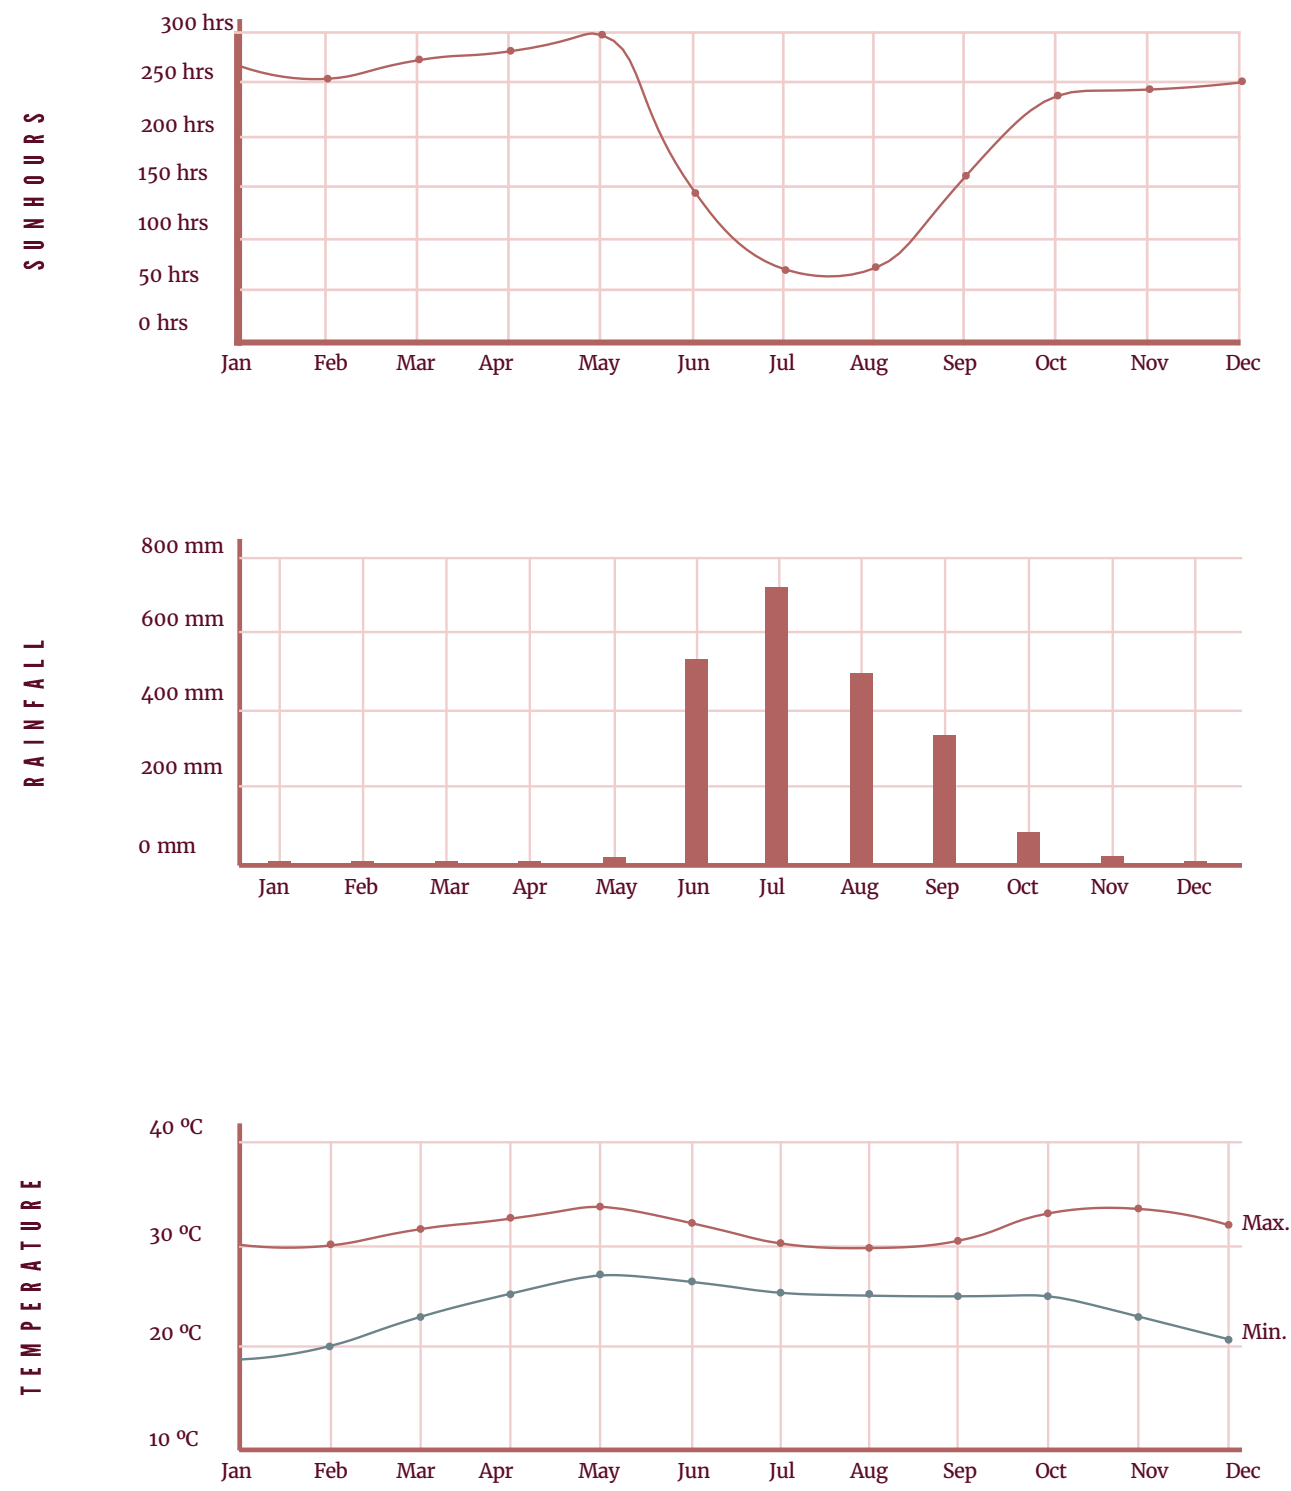 SUNHOURS
300 hrs
250 hrs
200 hrs
150 hrs
100 hrs
50 hrs
0 hrs
Jan Feb Mar Apr May Jun Jul Aug Sep Oct Nov Dec
RAINFALL
800 mm
600 mm
400 mm
200 mm
0 mm
Jan Feb Mar Apr May Jun Jul Aug Sep Oct Nov Dec
TEMPERATURE
40 ºC
30 ºC
20 ºC
10 ºC
Max.
Min.
Jan Feb Mar Apr May Jun Jul Aug Sep Oct Nov Dec